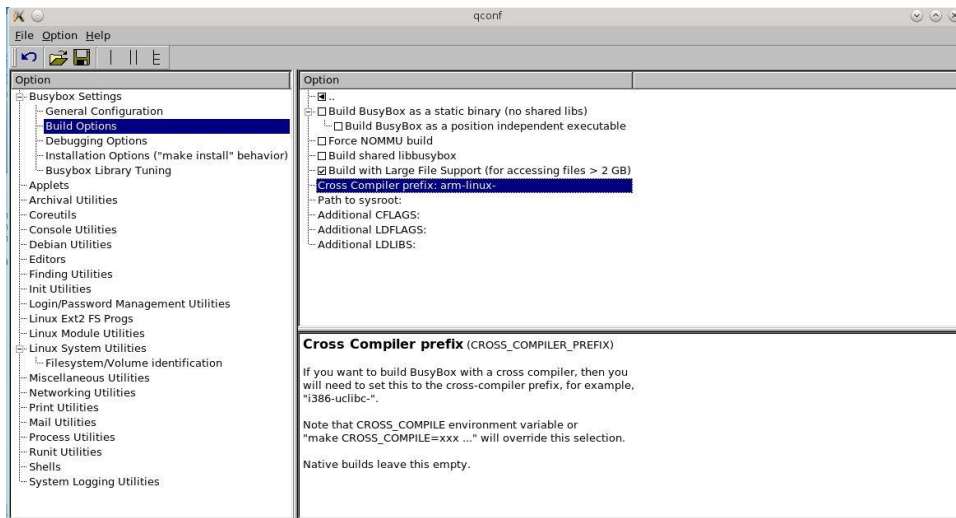 qconf
File Option Help
Option
Busybox Settings
General Configuration
Build Options
Debugging Options
Installation Options ("make install" behavior)
Busybox Library Tuning
Applets
Archival Utilities
Coreutils
Console Utilities
Debian Utilities
Editors
Finding Utilities
Init Utilities
Login/Password Management Utilities
Linux Ext2 FS Progs
Linux Module Utilities
Linux System Utilities
Filesystem/Volume identification
Miscellaneous Utilities
Networking Utilities
Print Utilities
Mail Utilities
Process Utilities
Runit Utilities
Shells
System Logging Utilities
Option
..
Build BusyBox as a static binary (no shared libs)
Build BusyBox as a position independent executable
Force NOMMU build
Build shared libbusybox
Build with Large File Support (for accessing files > 2 GB)
Cross Compiler prefix: arm-linux-
Path to sysroot:
Additional CFLAGS:
Additional LDFLAGS:
Additional LDLIBS:
Cross Compiler prefix (CROSS_COMPILER_PREFIX)
If you want to build BusyBox with a cross compiler, then you
will need to set this to the cross-compiler prefix, for example,
"i386-uclibc-".
Note that CROSS_COMPILE environment variable or
"make CROSS_COMPILE=xxx ..." will override this selection.
Native builds leave this empty.